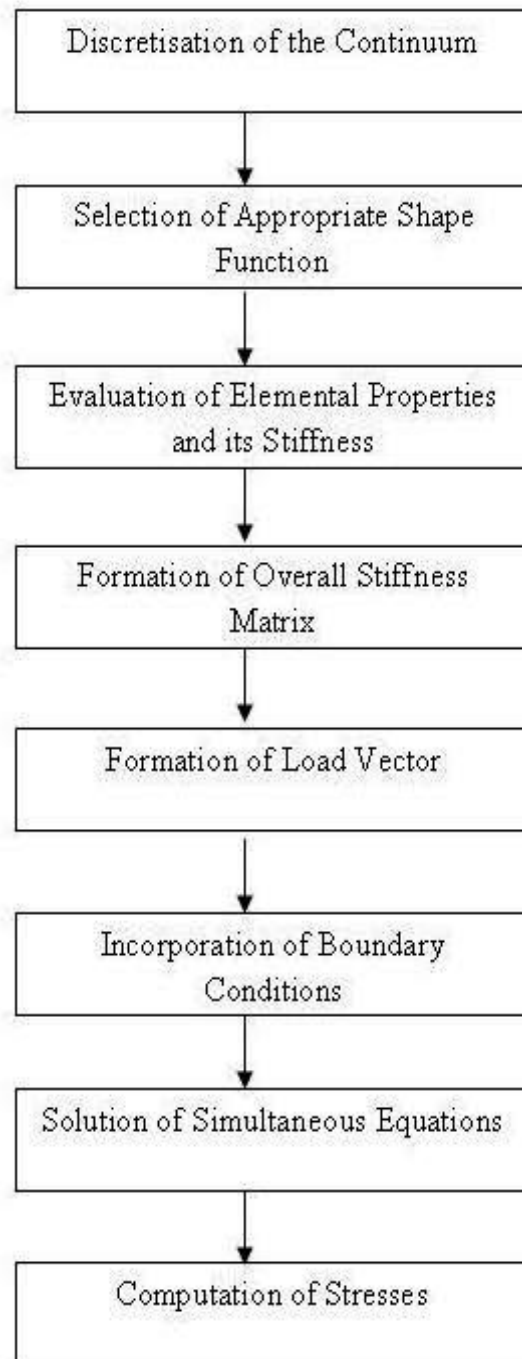 Discretisation of the Continuum
Selection of Appropriate Shape
Function
Evaluation of Elemental Properties
and its Stiffness
Formation of Overall Stiffness
Matrix
Formation of Load Vector
Incorporation of Boundary
Conditions
Solution of Simultaneous Equations
Computation of Stresses